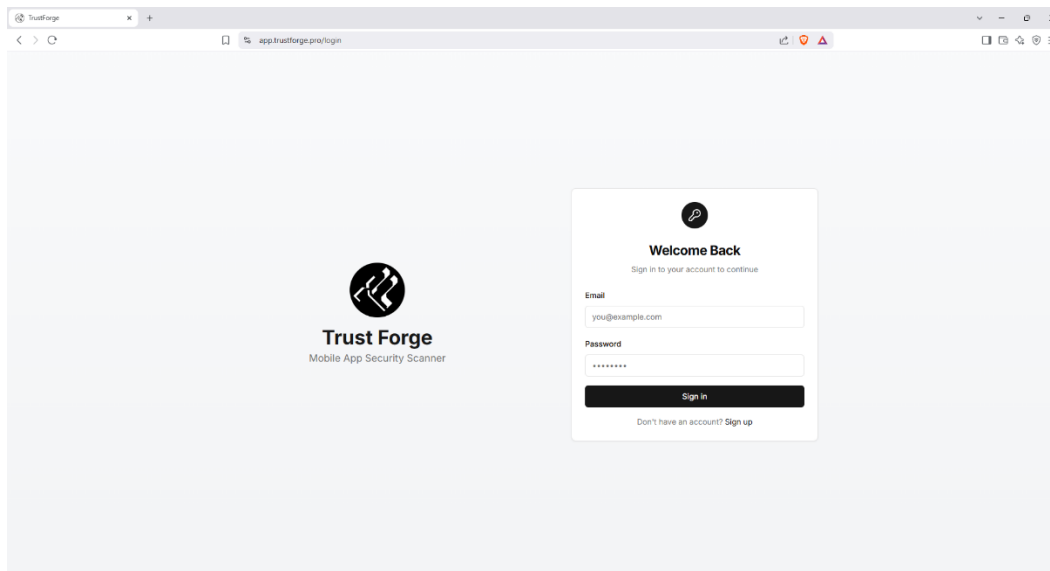 TrustForge
app.trustforge.pro/login
Trust Forge
Mobile App Security Scanner
Welcome Back
Sign in to your account to continue
Email
you@example.com
Password
Sign in
Don't have an account? Sign up